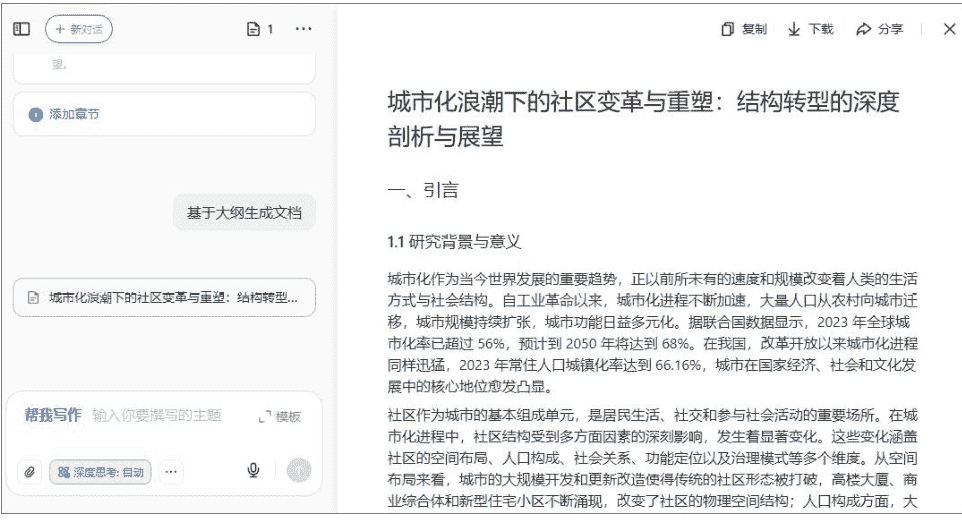 新对话
1
复制
下载
分享
望。
添加章节
基于大纲生成文档
城市化浪潮下的社区变革与重塑：结构转型...
帮我写作 输入你要撰写的主题
模板
深度思考: 自动
城市化浪潮下的社区变革与重塑：结构转型的深度
剖析与展望
一、引言
1.1 研究背景与意义
城市化作为当今世界发展的重要趋势，正以前所未有的速度和规模改变着人类的生活
方式与社会结构。自工业革命以来，城市化进程不断加速，大量人口从农村向城市迁
移，城市规模持续扩张，城市功能日益多元化。据联合国数据显示，2023 年全球城
市化率已超过 56%，预计到 2050 年将达到 68%。在我国，改革开放以来城市化进程
同样迅猛，2023 年常住人口城镇化率达到 66.16%，城市在国家经济、社会和文化发
展中的核心地位愈发凸显。
社区作为城市的基本组成单元，是居民生活、社交和参与社会活动的重要场所。在城
市化进程中，社区结构受到多方面因素的深刻影响，发生着显著变化。这些变化涵盖
社区的空间布局、人口构成、社会关系、功能定位以及治理模式等多个维度。从空间
布局来看，城市的大规模开发和更新改造使得传统的社区形态被打破，高楼大厦、商
业综合体和新型住宅小区不断涌现，改变了社区的物理空间结构；人口构成方面，大